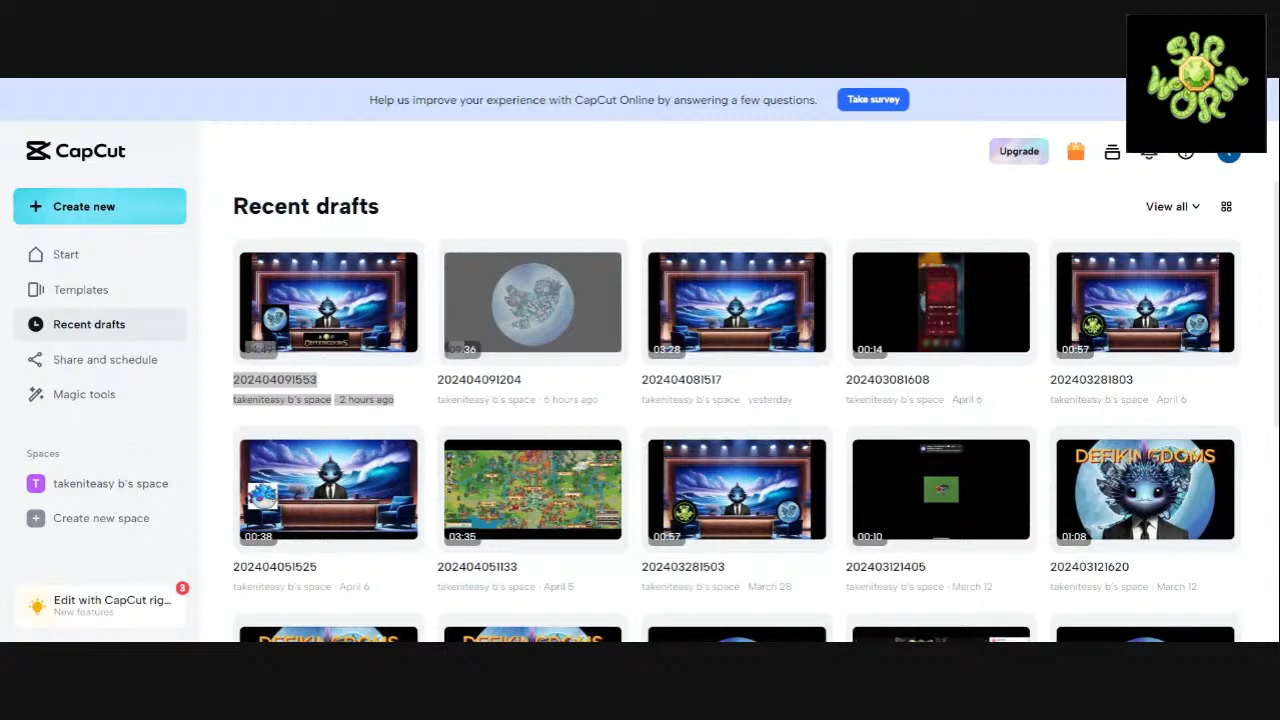 SIR
WORM
Help us improve your experience with CapCut Online by answering a few questions.
Take survey
CapCut
Upgrade
Create new
Recent drafts
View all
Start
Templates
Recent drafts
Share and schedule
Magic tools
Spaces
T takeniteasy b's space
Create new space
3
Edit with CapCut rig...
New features
04:49
09:36
03:28
00:14
00:57
202404091553
202404091204
202404081517
202403081608
202403281803
takeniteasy b's space · 2 hours ago
takeniteasy b's space · 6 hours ago
takeniteasy b's space · yesterday
takeniteasy b's space · April 6
takeniteasy b's space · April 6
DEFIKINGDOMS
00:38
03:35
00:57
00:10
01:08
202404051525
202404051133
202403281503
202403121405
202403121620
takeniteasy b's space · April 6
takeniteasy b's space · April 5
takeniteasy b's space · March 28
takeniteasy b's space · March 12
takeniteasy b's space · March 12